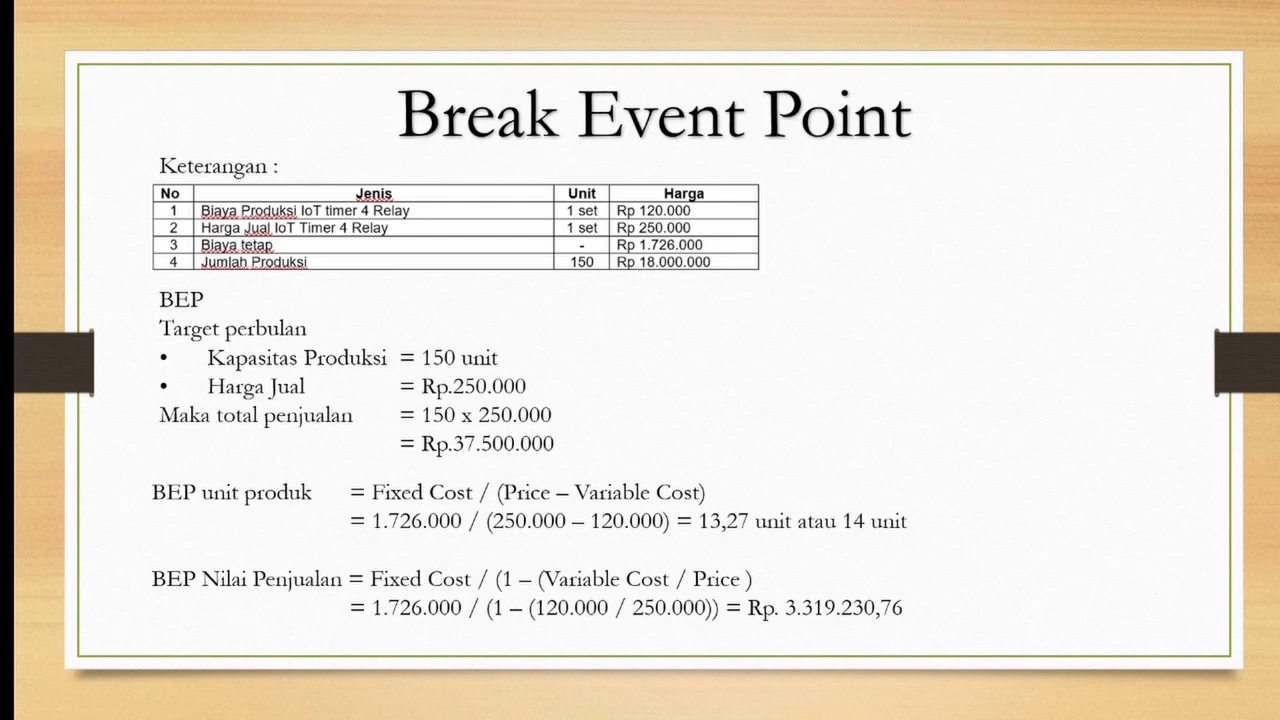 Break Event Point
Keterangan :
No Jenis Unit Harga
1 Biaya Produksi IoT timer 4 Relay 1 set Rp 120.000
2 Harga Jual IoT Timer 4 Relay 1 set Rp 250.000
3 Biaya tetap - Rp 1.726.000
4 Jumlah Produksi 150 Rp 18.000.000
BEP
Target perbulan
• Kapasitas Produksi = 150 unit
• Harga Jual = Rp.250.000
Maka total penjualan = 150 x 250.000
= Rp.37.500.000
BEP unit produk = Fixed Cost / (Price – Variable Cost)
= 1.726.000 / (250.000 – 120.000) = 13,27 unit atau 14 unit
BEP Nilai Penjualan = Fixed Cost / (1 – (Variable Cost / Price )
= 1.726.000 / (1 – (120.000 / 250.000)) = Rp. 3.319.230,76